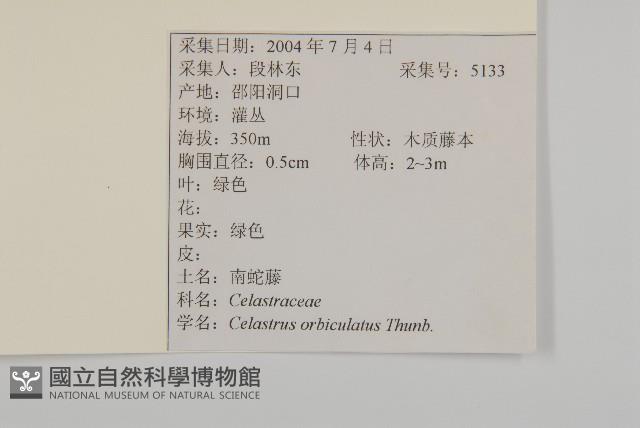 采集日期：2004 年 7 月 4 日
采集人：段林东 采集号：5133
产地：邵阳洞口
环境：灌丛
海拔：350m 性状：木质藤本
胸围直径：0.5cm 体高：2~3m
叶：绿色
花：
果实：绿色
皮：
土名：南蛇藤
科名：Celastraceae
学名：Celastrus orbiculatus Thunb.
國立自然科學博物館
NATIONAL MUSEUM OF NATURAL SCIENCE